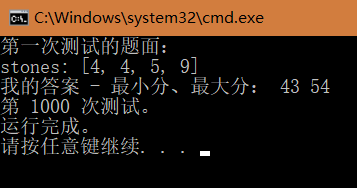 C:\Windows\system32\cmd.exe
第一次测试的题面：
stones: [4, 4, 5, 9]
我的答案 - 最小分、最大分： 43 54
第 1000 次测试。
运行完成。
请按任意键继续. . .